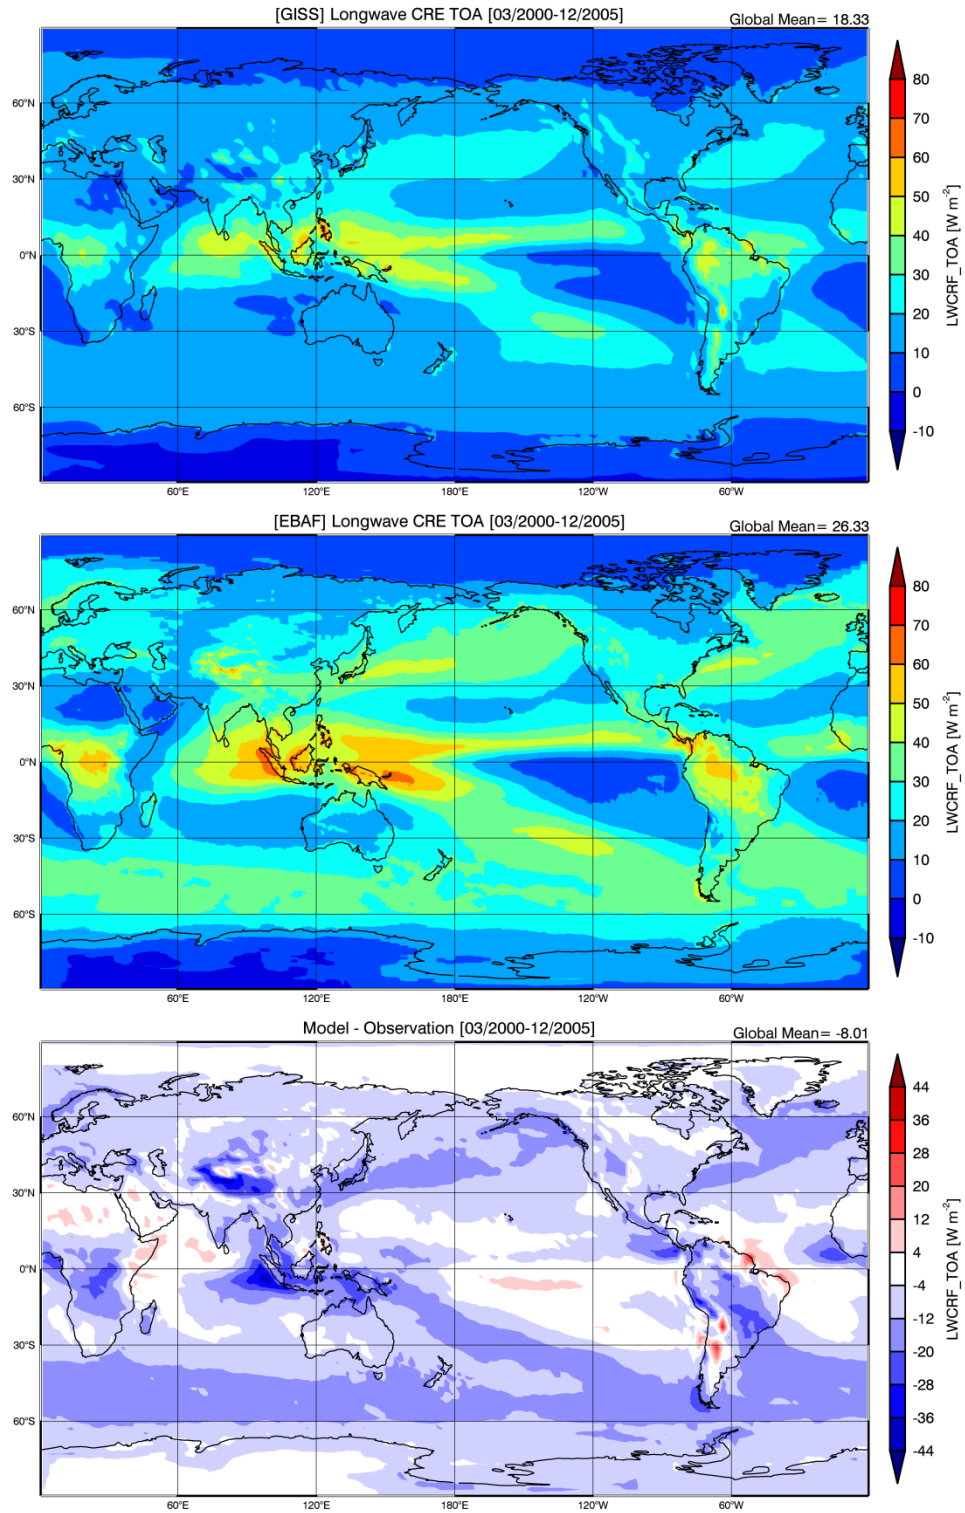 [GISS] Longwave CRE TOA [03/2000-12/2005]
Global Mean= 18.33
60°N
30°N
0°N
30°S
60°S
60°E
120°E
180°E
120°W
60°W
80
70
60
50
40
30
20
10
0
-10
LWCRF_TOA [W m-2]
[EBAF] Longwave CRE TOA [03/2000-12/2005]
Global Mean= 26.33
60°N
30°N
0°N
30°S
60°S
60°E
120°E
180°E
120°W
60°W
80
70
60
50
40
30
20
10
0
-10
LWCRF_TOA [W m-2]
Model - Observation [03/2000-12/2005]
Global Mean= -8.01
60°N
30°N
0°N
30°S
60°S
60°E
120°E
180°E
120°W
60°W
44
36
28
20
12
4
-4
-12
-20
-28
-36
-44
LWCRF_TOA [W m-2]